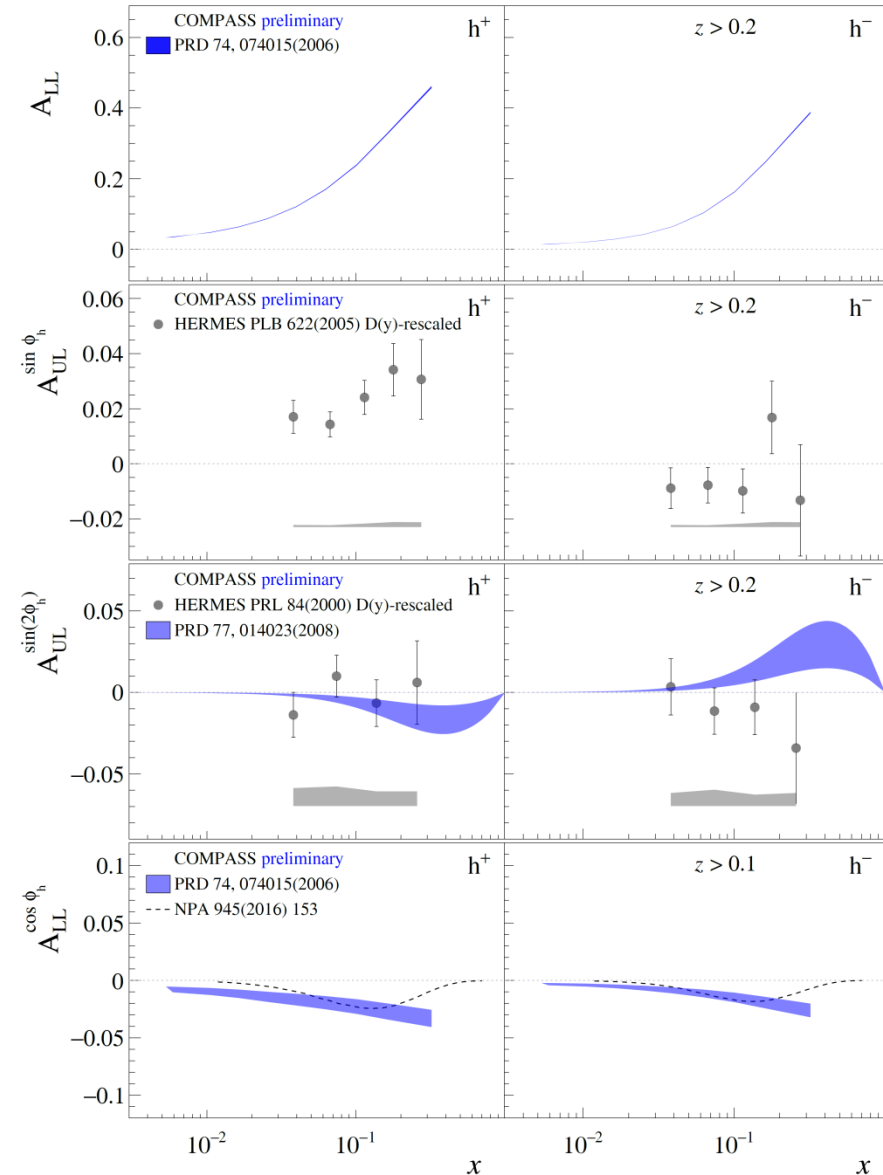 COMPASS preliminary h⁺
PRD 74, 074015(2006)
z > 0.2 h⁻
A_LL
0.6
0.4
0.2
0
COMPASS preliminary h⁺
HERMES PLB 622(2005) D(y)-rescaled
z > 0.2 h⁻
A_UL^{sin ϕ_h}
0.06
0.04
0.02
0
−0.02
COMPASS preliminary h⁺
HERMES PRL 84(2000) D(y)-rescaled
PRD 77, 014023(2008)
z > 0.2 h⁻
A_UL^{sin(2ϕ_h)}
0.05
0
−0.05
COMPASS preliminary h⁺
PRD 74, 074015(2006)
NPA 945(2016) 153
z > 0.1 h⁻
A_LL^{cos ϕ_h}
0.1
0.05
0
−0.05
−0.1
10⁻² 10⁻¹ 10⁻² 10⁻¹
x x